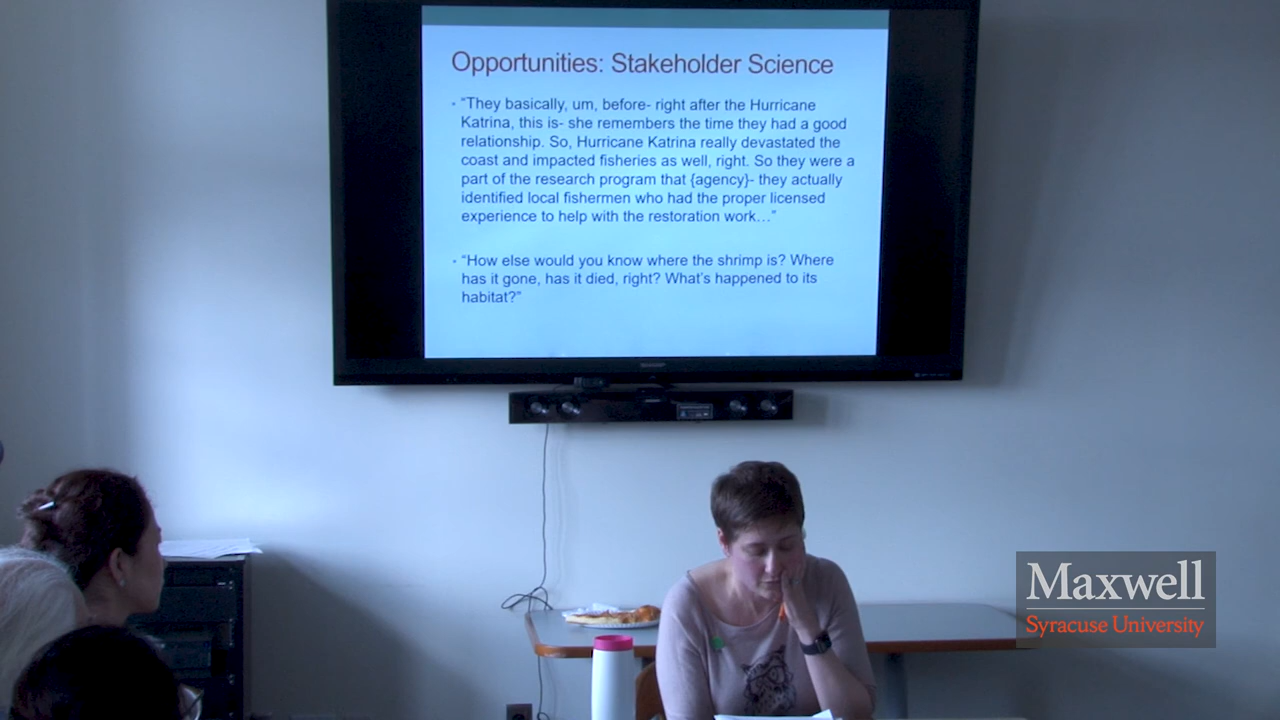 Opportunities: Stakeholder Science
• “They basically, um, before- right after the Hurricane
Katrina, this is- she remembers the time they had a good
relationship. So, Hurricane Katrina really devastated the
coast and impacted fisheries as well, right. So they were a
part of the research program that {agency}- they actually
identified local fishermen who had the proper licensed
experience to help with the restoration work…”
• “How else would you know where the shrimp is? Where
has it gone, has it died, right? What’s happened to its
habitat?”
SHARP
Maxwell
Syracuse University